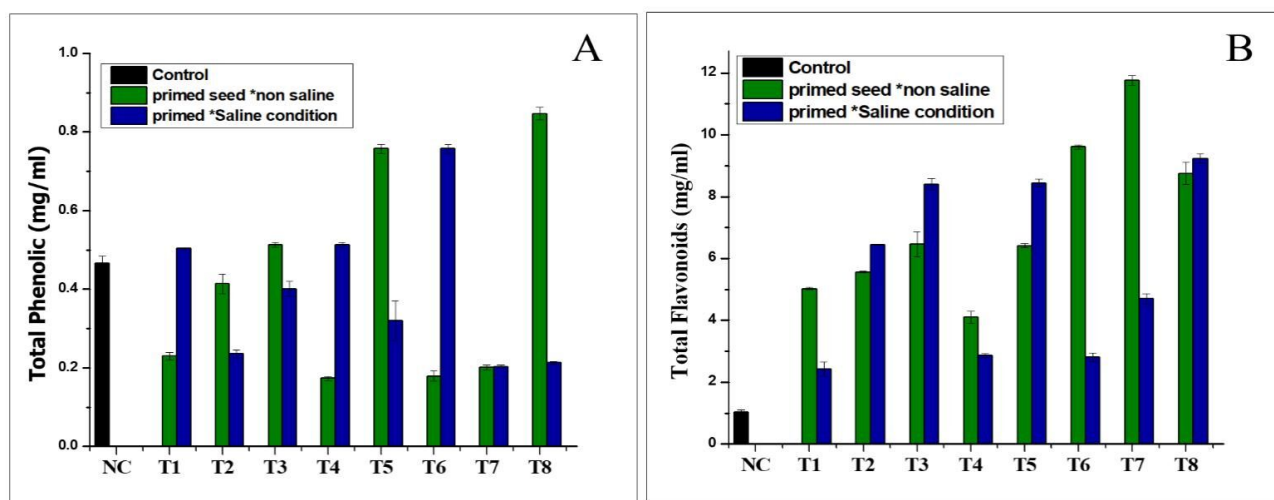 A
Control
primed seed *non saline
primed *Saline condition
Total Phenolic (mg/ml)
1.0
0.8
0.6
0.4
0.2
0.0
NC T1 T2 T3 T4 T5 T6 T7 T8
B
Control
primed seed *non saline
primed *Saline condition
Total Flavonoids (mg/ml)
12
10
8
6
4
2
0
NC T1 T2 T3 T4 T5 T6 T7 T8